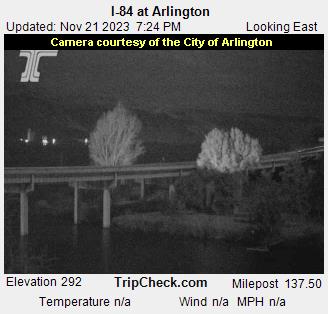 I-84 at Arlington
Updated: Nov 21 2023 7:24 PM Looking East
Camera courtesy of the City of Arlington
Elevation 292 TripCheck.com Milepost 137.50
Temperature n/a Wind n/a MPH n/a